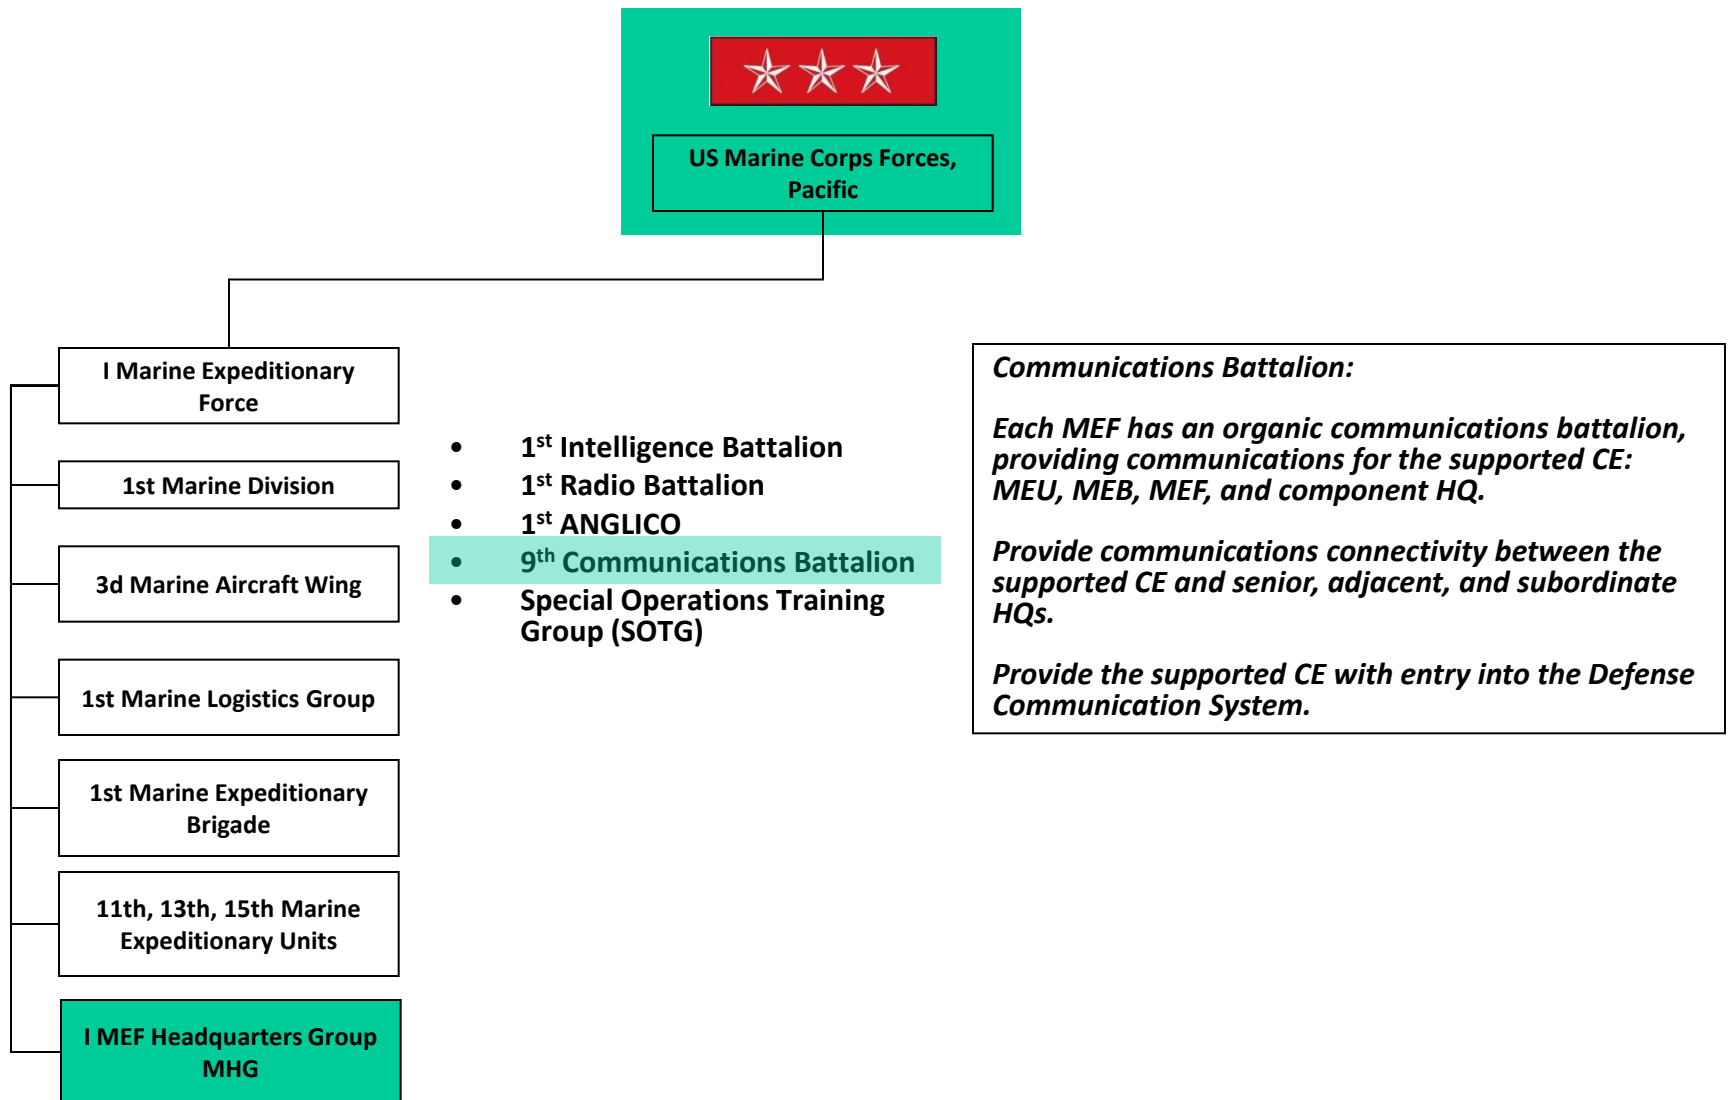 US Marine Corps Forces,
Pacific
I Marine Expeditionary
Force
1st Marine Division
3d Marine Aircraft Wing
1st Marine Logistics Group
1st Marine Expeditionary
Brigade
11th, 13th, 15th Marine
Expeditionary Units
I MEF Headquarters Group
MHG
• 1st Intelligence Battalion
• 1st Radio Battalion
• 1st ANGLICO
• 9th Communications Battalion
• Special Operations Training
Group (SOTG)
Communications Battalion:
Each MEF has an organic communications battalion,
providing communications for the supported CE:
MEU, MEB, MEF, and component HQ.
Provide communications connectivity between the
supported CE and senior, adjacent, and subordinate
HQs.
Provide the supported CE with entry into the Defense
Communication System.